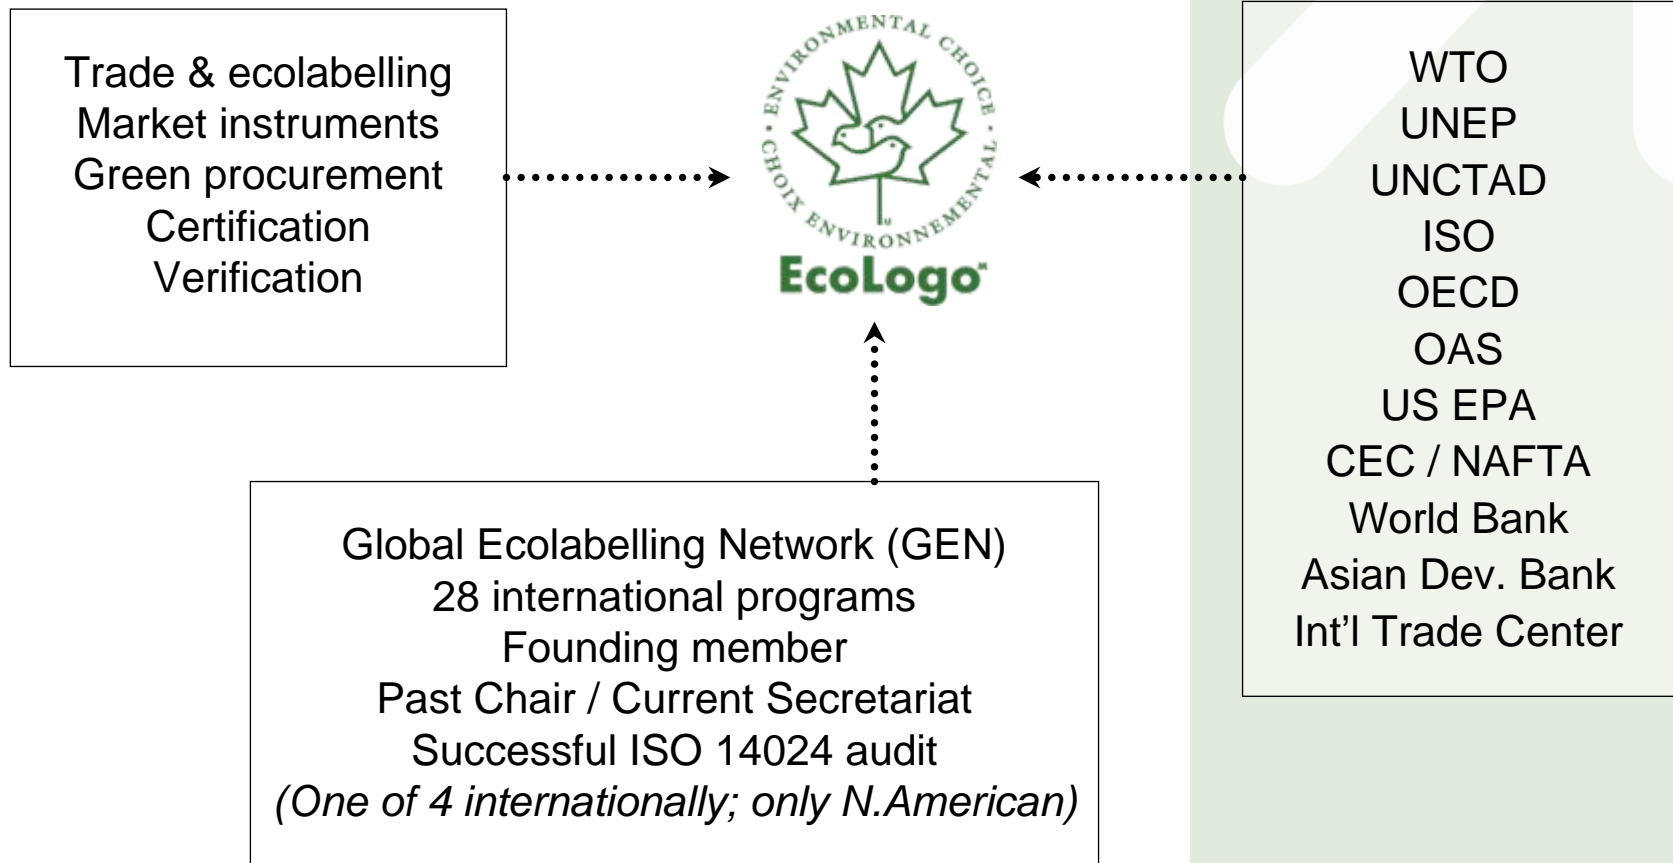 Trade & ecolabelling
Market instruments
Green procurement
Certification
Verification
ENVIRONMENTAL CHOICE •
CHOIX ENVIRONNEMENTAL •
EcoLogo
WTO
UNEP
UNCTAD
ISO
OECD
OAS
US EPA
CEC / NAFTA
World Bank
Asian Dev. Bank
Int’l Trade Center
Global Ecolabelling Network (GEN)
28 international programs
Founding member
Past Chair / Current Secretariat
Successful ISO 14024 audit
(One of 4 internationally; only N.American)